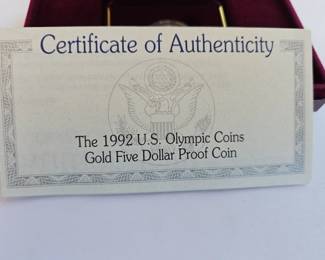 Certificate of Authenticity
The 1992 U.S. Olympic Coins
Gold Five Dollar Proof Coin